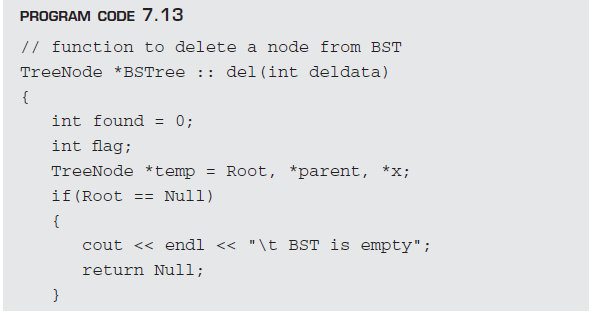 PROGRAM CODE 7.13
// function to delete a node from BST
TreeNode *BSTree :: del(int deldata)
{
int found = 0;
int flag;
TreeNode *temp = Root, *parent, *x;
if(Root == Null)
{
cout << endl << "\t BST is empty";
return Null;
}